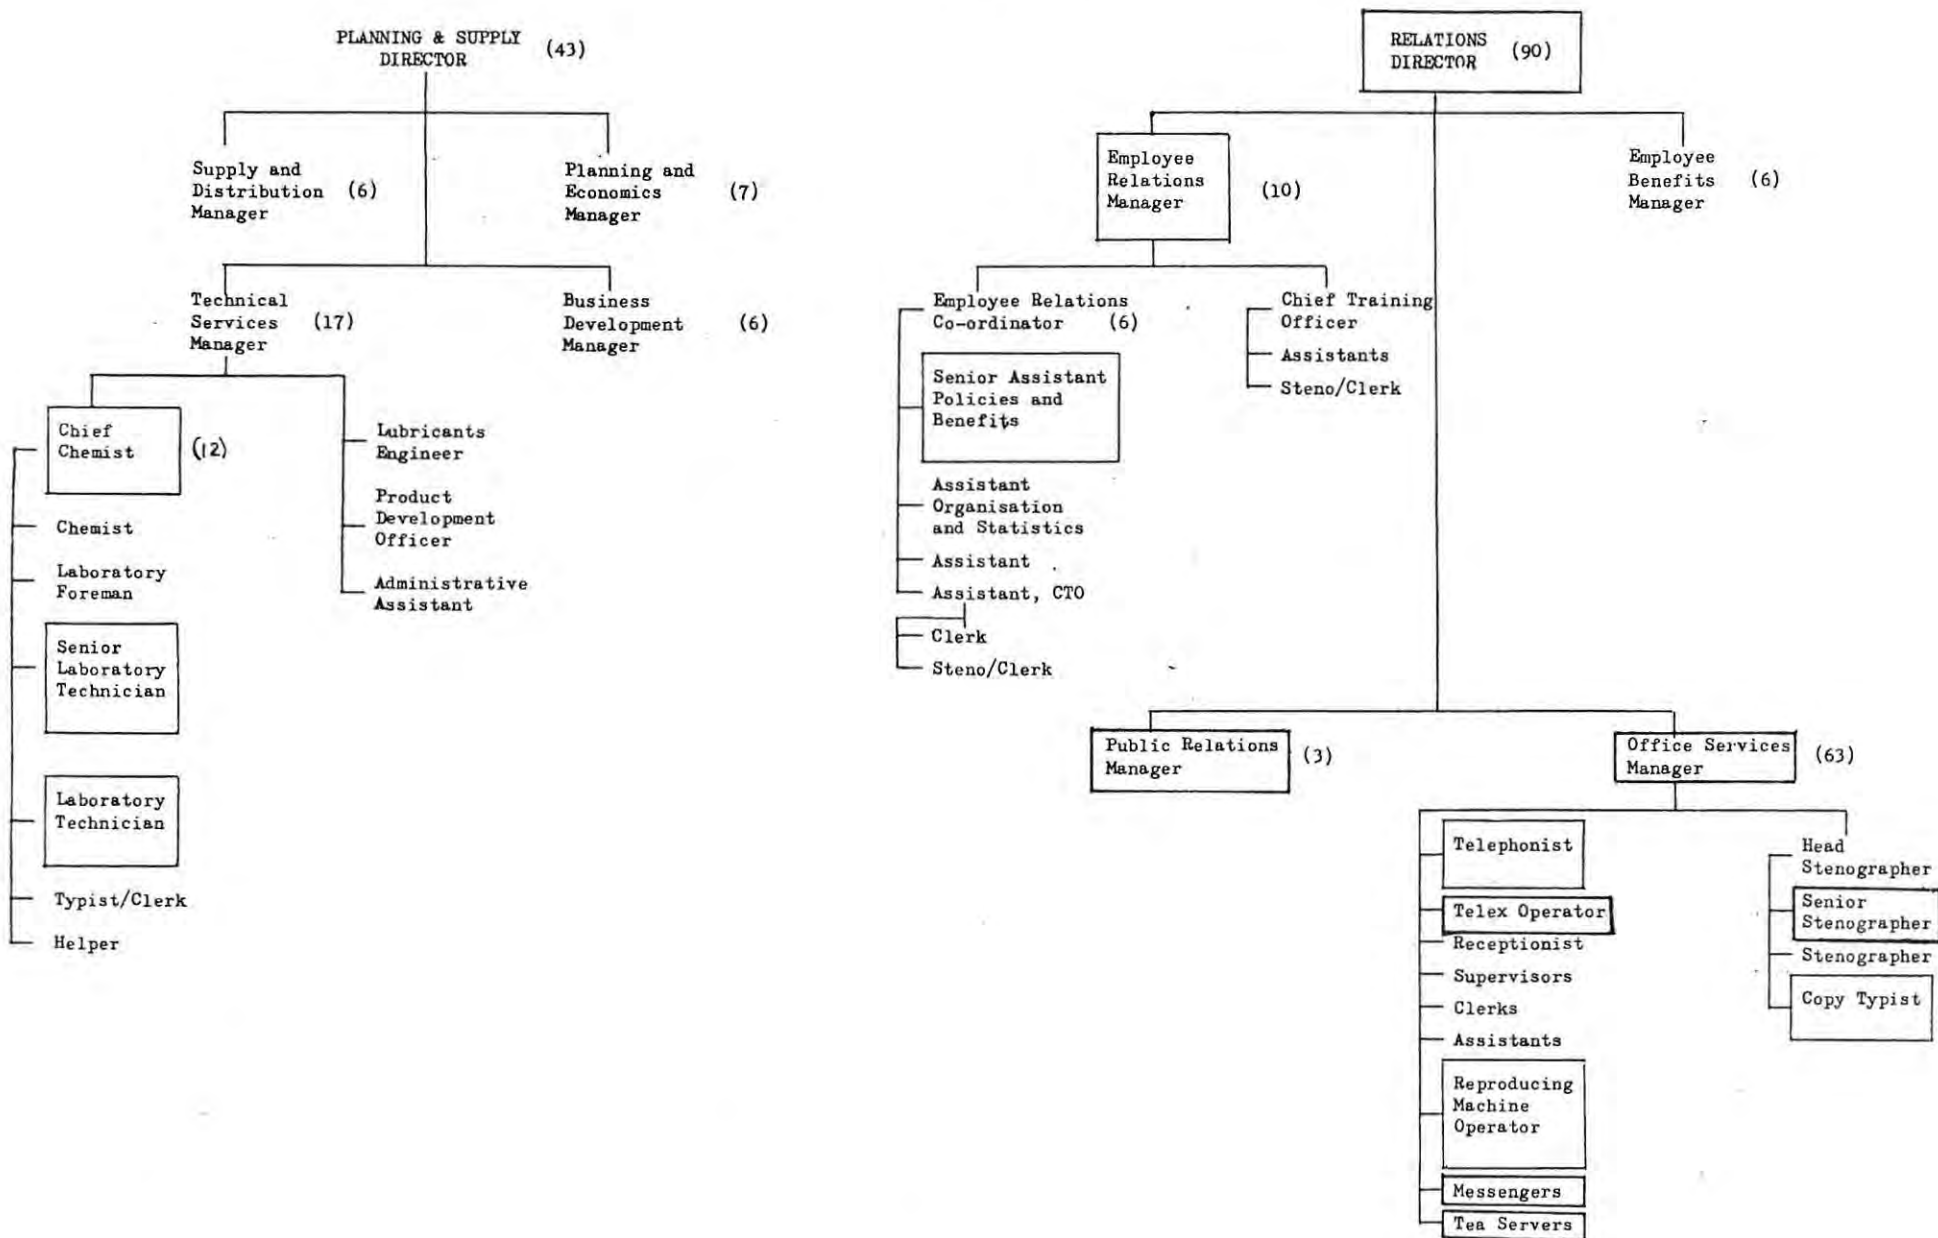 PLANNING & SUPPLY
DIRECTOR (43)
Supply and
Distribution (6)
Manager
Planning and
Economics (7)
Manager
Technical
Services (17)
Manager
Business
Development (6)
Manager
Chief
Chemist (12)
Chemist
Laboratory
Foreman
Senior
Laboratory
Technician
Laboratory
Technician
Typist/Clerk
Helper
Lubricants
Engineer
Product
Development
Officer
Administrative
Assistant
RELATIONS
DIRECTOR (90)
Employee
Relations (10)
Manager
Employee
Benefits (6)
Manager
Employee Relations
Co-ordinator (6)
Senior Assistant
Policies and
Benefits
Assistant
Organisation
and Statistics
Assistant
Assistant, CTO
Clerk
Steno/Clerk
Chief Training
Officer
Assistants
Steno/Clerk
Public Relations
Manager (3)
Office Services
Manager (63)
Telephonist
Telex Operator
Receptionist
Supervisors
Clerks
Assistants
Reproducing
Machine
Operator
Messengers
Tea Servers
Head
Stenographer
Senior
Stenographer
Stenographer
Copy Typist